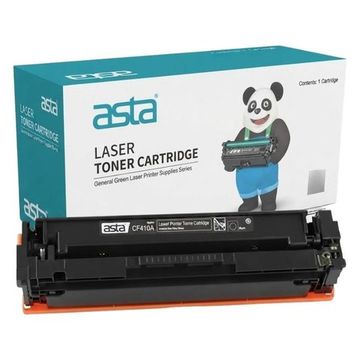 Contents: 1 Cartridge
asta
LASER
TONER CARTRIDGE
General Green Laser Printer Supplies Series
asta
CF410A
Laser Printer Toner Cartridge